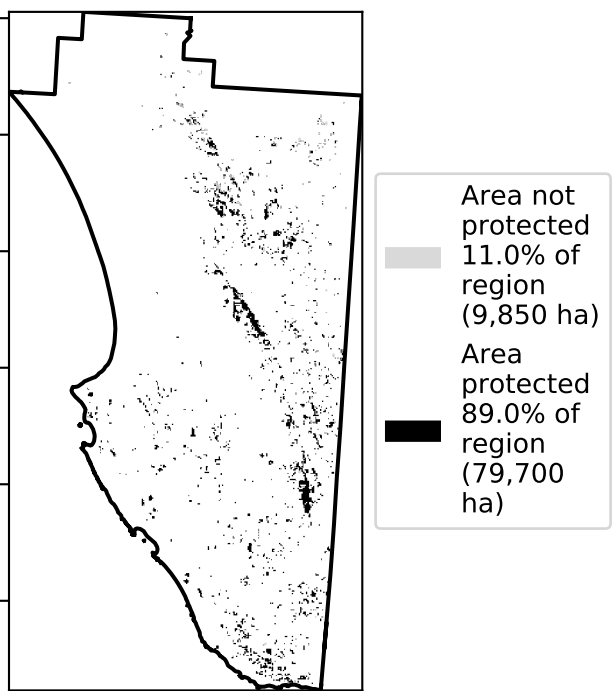 Area not
protected
11.0% of
region
(9,850 ha)
Area
protected
89.0% of
region
(79,700
ha)